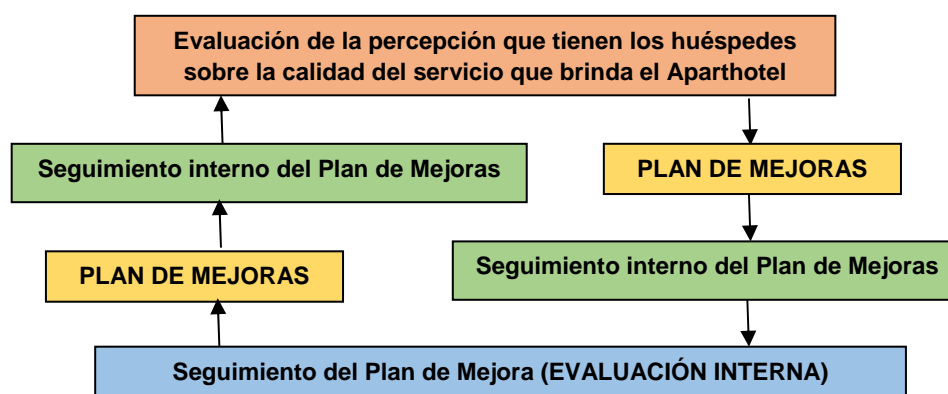 Evaluación de la percepción que tienen los huéspedes
sobre la calidad del servicio que brinda el Aparthotel
Seguimiento interno del Plan de Mejoras
PLAN DE MEJORAS
PLAN DE MEJORAS
Seguimiento interno del Plan de Mejoras
Seguimiento del Plan de Mejora (EVALUACIÓN INTERNA)